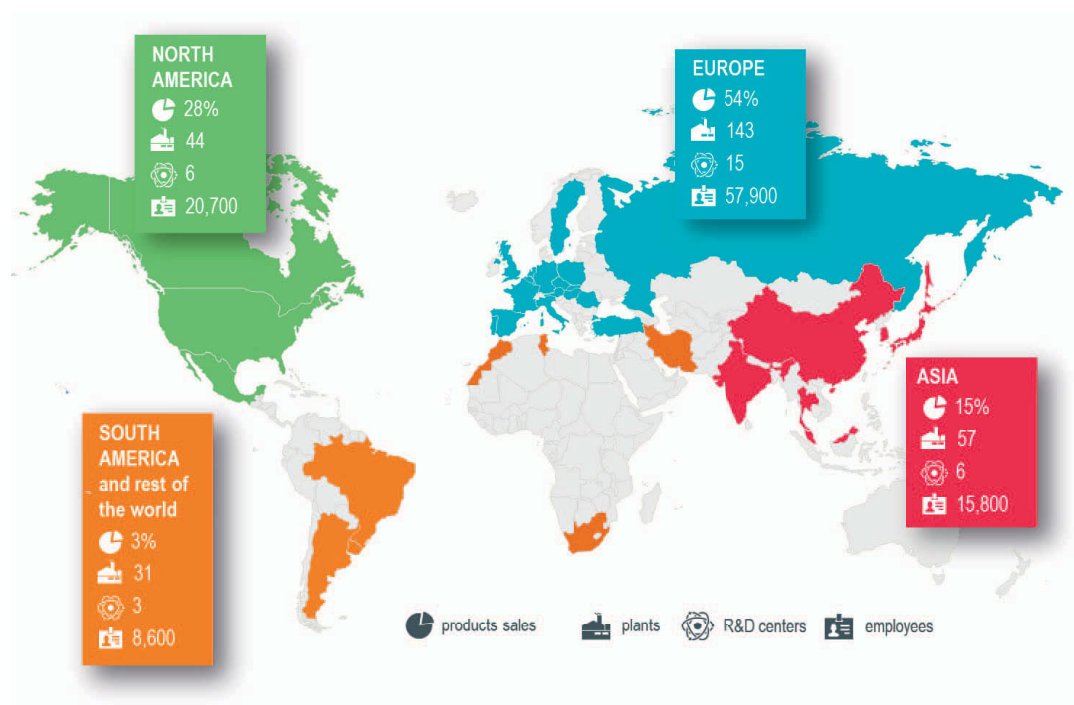 NORTH
AMERICA
28%
44
6
20,700
EUROPE
54%
143
15
57,900
ASIA
15%
57
6
15,800
SOUTH
AMERICA
and rest of
the world
3%
31
3
8,600
products sales
plants
R&D centers
employees